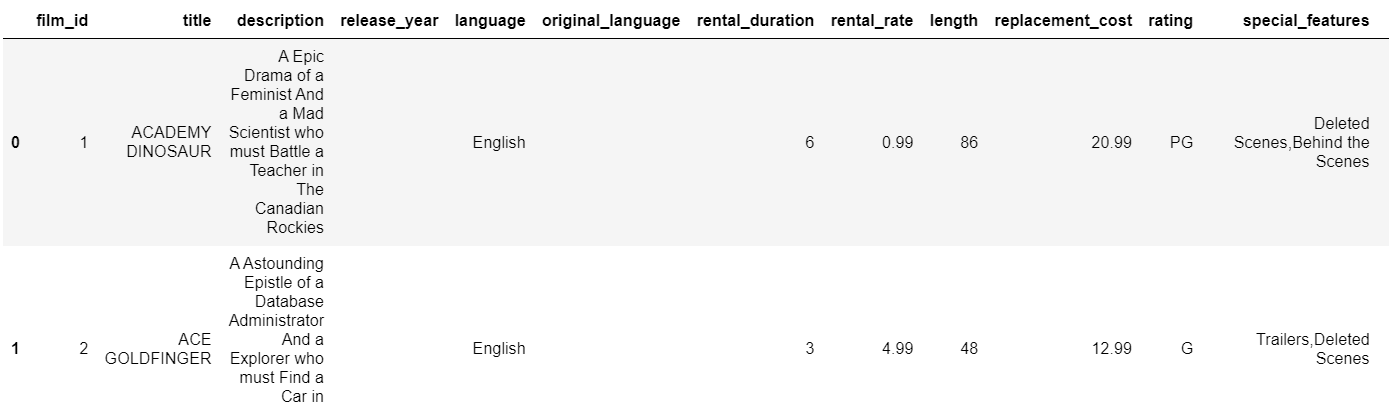 film_id title description release_year language original_language rental_duration rental_rate length replacement_cost rating special_features
A Epic
Drama of a
Feminist And
a Mad
ACADEMY Scientist who Deleted
0 1 DINOSAUR must Battle a English 6 0.99 86 20.99 PG Scenes,Behind the
Teacher in Scenes
The
Canadian
Rockies
A Astounding
Epistle of a
Database
Administrator
ACE And a Trailers,Deleted
1 2 GOLDFINGER Explorer who English 3 4.99 48 12.99 G Scenes
must Find a
Car in